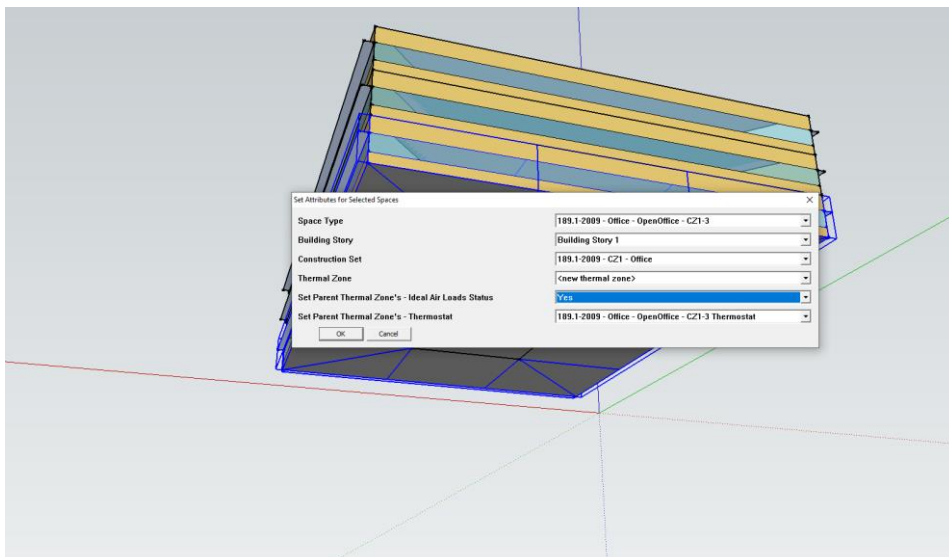 Set Attributes for Selected Spaces
Space Type 189.1-2009 - Office - OpenOffice - CZ1-3
Building Story Building Story 1
Construction Set 189.1-2009 - CZ1 - Office
Thermal Zone <new thermal zone>
Set Parent Thermal Zone's - Ideal Air Loads Status Yes
Set Parent Thermal Zone's - Thermostat 189.1-2009 - Office - OpenOffice - CZ1-3 Thermostat
OK Cancel